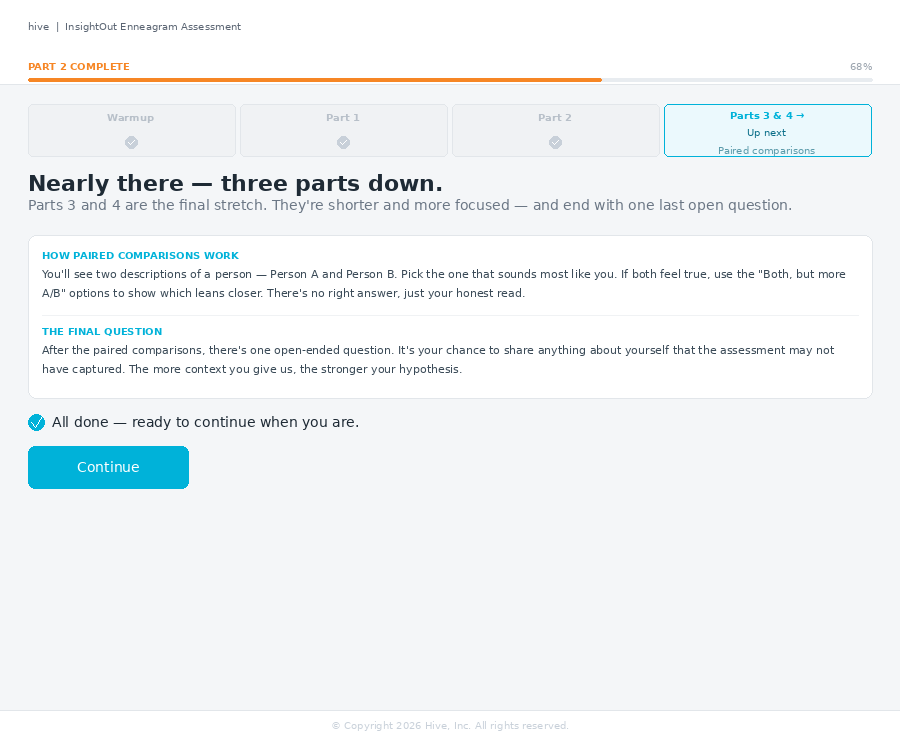 hive | InsightOut Enneagram Assessment
PART 2 COMPLETE
68%
Warmup
Part 1
Part 2
Parts 3 & 4 →
Up next
Paired comparisons
Nearly there — three parts down.
Parts 3 and 4 are the final stretch. They're shorter and more focused — and end with one last open question.
HOW PAIRED COMPARISONS WORK
You'll see two descriptions of a person — Person A and Person B. Pick the one that sounds most like you. If both feel true, use the "Both, but more
A/B" options to show which leans closer. There's no right answer, just your honest read.
THE FINAL QUESTION
After the paired comparisons, there's one open-ended question. It's your chance to share anything about yourself that the assessment may not
have captured. The more context you give us, the stronger your hypothesis.
All done — ready to continue when you are.
Continue
© Copyright 2026 Hive, Inc. All rights reserved.